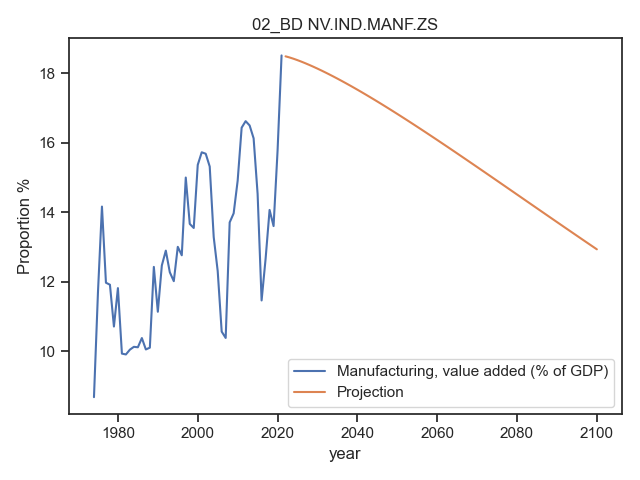 02_BD NV.IND.MANF.ZS
Proportion %
18
16
14
12
10
Manufacturing, value added (% of GDP)
Projection
1980 2000 2020 2040 2060 2080 2100
year